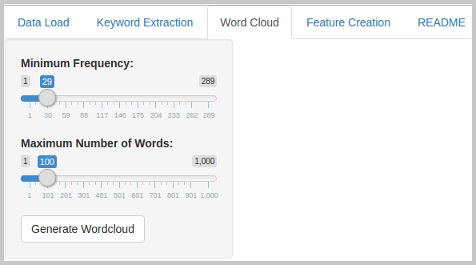 Data Load Keyword Extraction Word Cloud Feature Creation README
Minimum Frequency:
1 29 289
1 30 59 88 117 146 175 204 233 262 289
Maximum Number of Words:
1 100 1,000
1 101 201 301 401 501 601 701 801 901 1,000
Generate Wordcloud